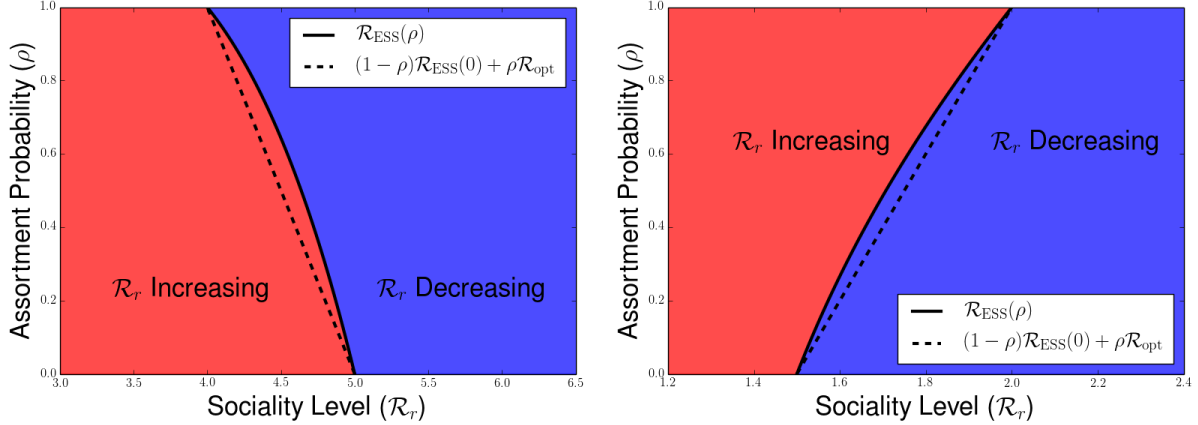 1.0
0.8
0.6
0.4
0.2
0.0
Assortment Probability (ρ)
ℛ_ESS(ρ)
(1 − ρ)ℛ_ESS(0) + ρℛ_opt
ℛ_r Increasing
ℛ_r Decreasing
3.0 3.5 4.0 4.5 5.0 5.5 6.0 6.5
Sociality Level (ℛ_r)
1.0
0.8
0.6
0.4
0.2
0.0
Assortment Probability (ρ)
ℛ_r Increasing
ℛ_r Decreasing
ℛ_ESS(ρ)
(1 − ρ)ℛ_ESS(0) + ρℛ_opt
1.2 1.4 1.6 1.8 2.0 2.2 2.4
Sociality Level (ℛ_r)